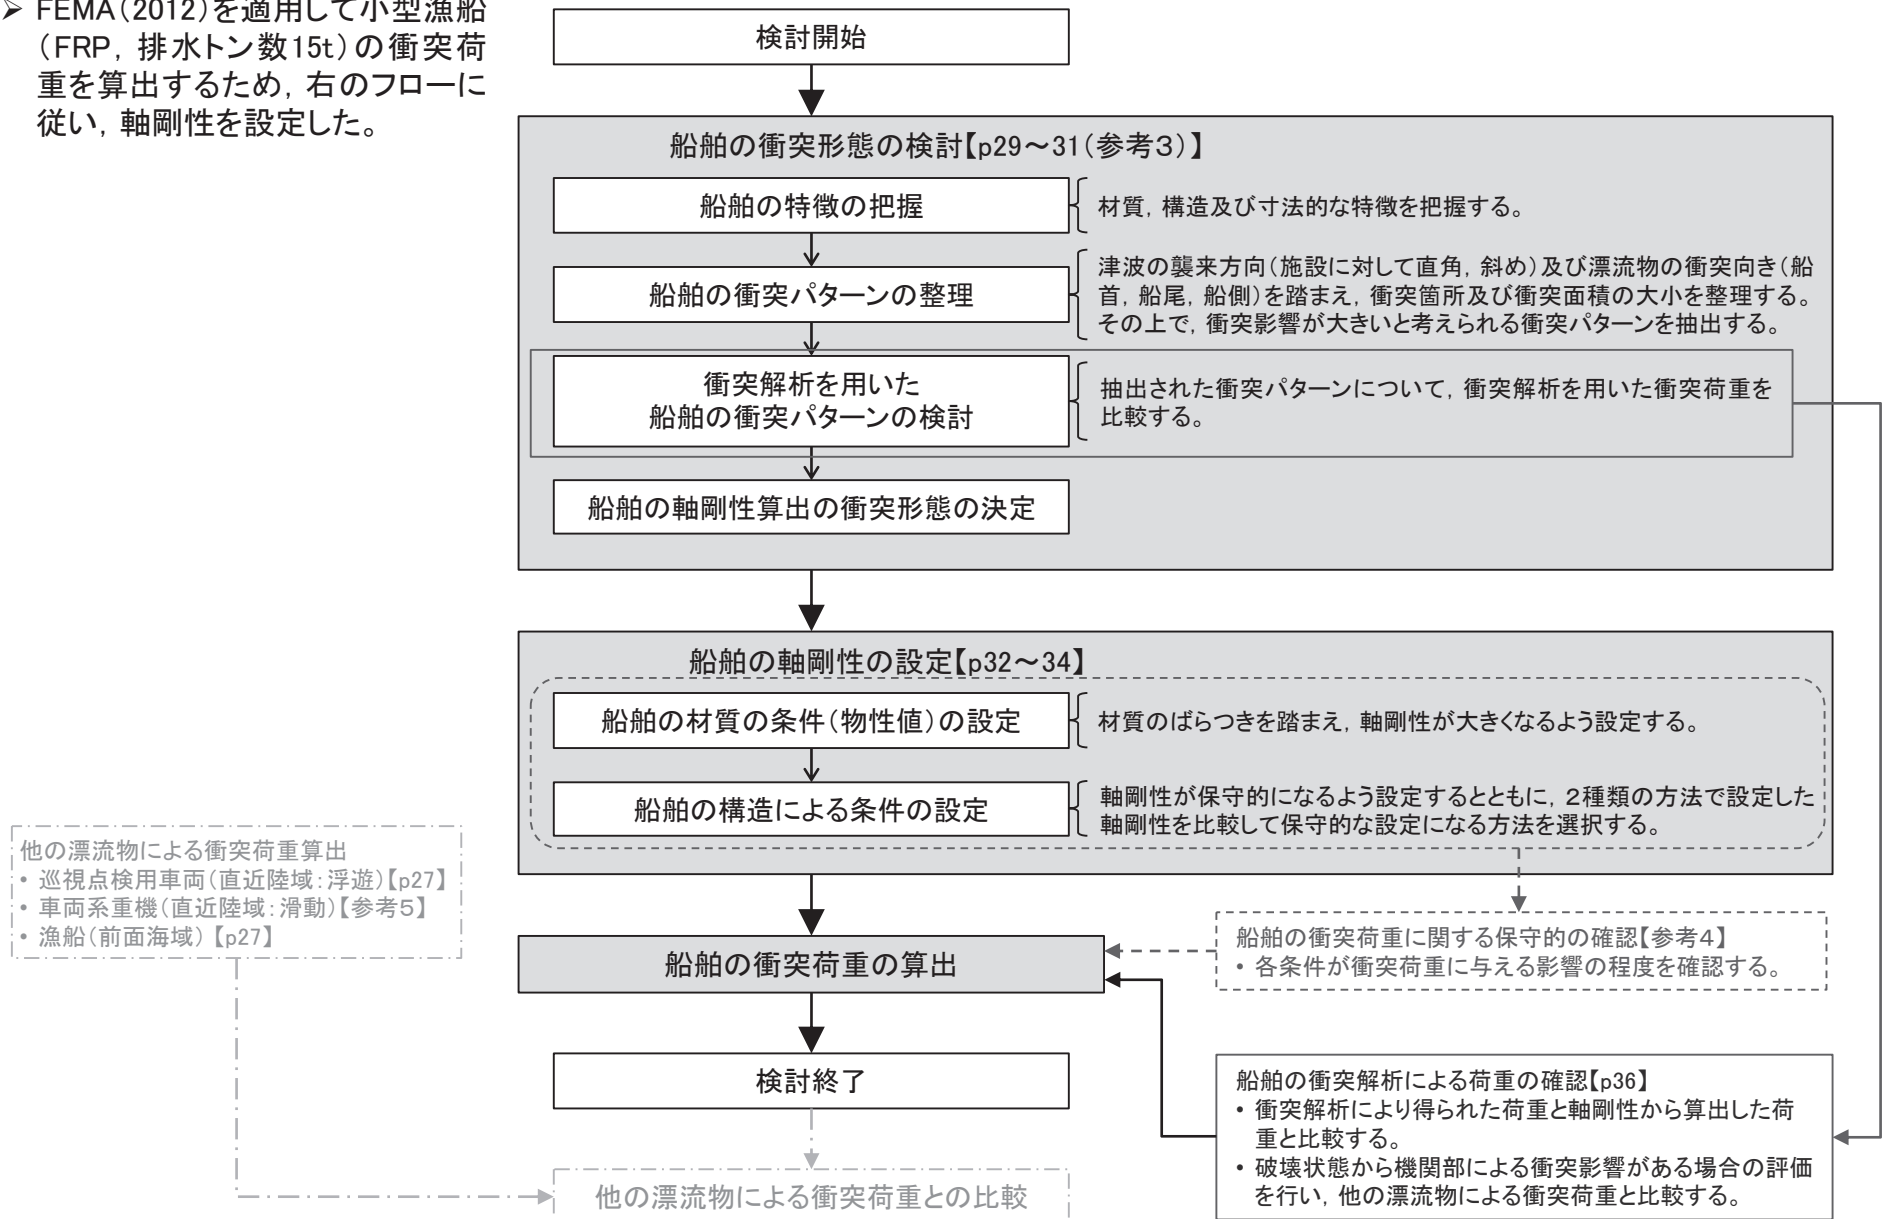 ➢ FEMA(2012)を適用して小型漁船
(FRP,排水トン数15t)の衝突荷
重を算出するため,右のフローに
従い,軸剛性を設定した。
検討開始
船舶の衝突形態の検討【p29～31(参考3)】
船舶の特徴の把握
材質,構造及び寸法的な特徴を把握する。
船舶の衝突パターンの整理
津波の襲来方向(施設に対して直角,斜め)及び漂流物の衝突向き(船
首,船尾,船側)を踏まえ,衝突箇所及び衝突面積の大小を整理する。
その上で,衝突影響が大きいと考えられる衝突パターンを抽出する。
衝突解析を用いた
船舶の衝突パターンの検討
抽出された衝突パターンについて,衝突解析を用いた衝突荷重を
比較する。
船舶の軸剛性算出の衝突形態の決定
船舶の軸剛性の設定【p32～34】
船舶の材質の条件(物性値)の設定
材質のばらつきを踏まえ,軸剛性が大きくなるよう設定する。
船舶の構造による条件の設定
軸剛性が保守的になるよう設定するとともに,2種類の方法で設定した
軸剛性を比較して保守的な設定になる方法を選択する。
他の漂流物による衝突荷重算出
• 巡視点検用車両(直近陸域:浮遊)【p27】
• 車両系重機(直近陸域:滑動)【参考5】
• 漁船(前面海域)【p27】
船舶の衝突荷重の算出
船舶の衝突荷重に関する保守的の確認【参考4】
• 各条件が衝突荷重に与える影響の程度を確認する。
検討終了
船舶の衝突解析による荷重の確認【p36】
• 衝突解析により得られた荷重と軸剛性から算出した荷
重と比較する。
• 破壊状態から機関部による衝突影響がある場合の評価
を行い,他の漂流物による衝突荷重と比較する。
他の漂流物による衝突荷重との比較